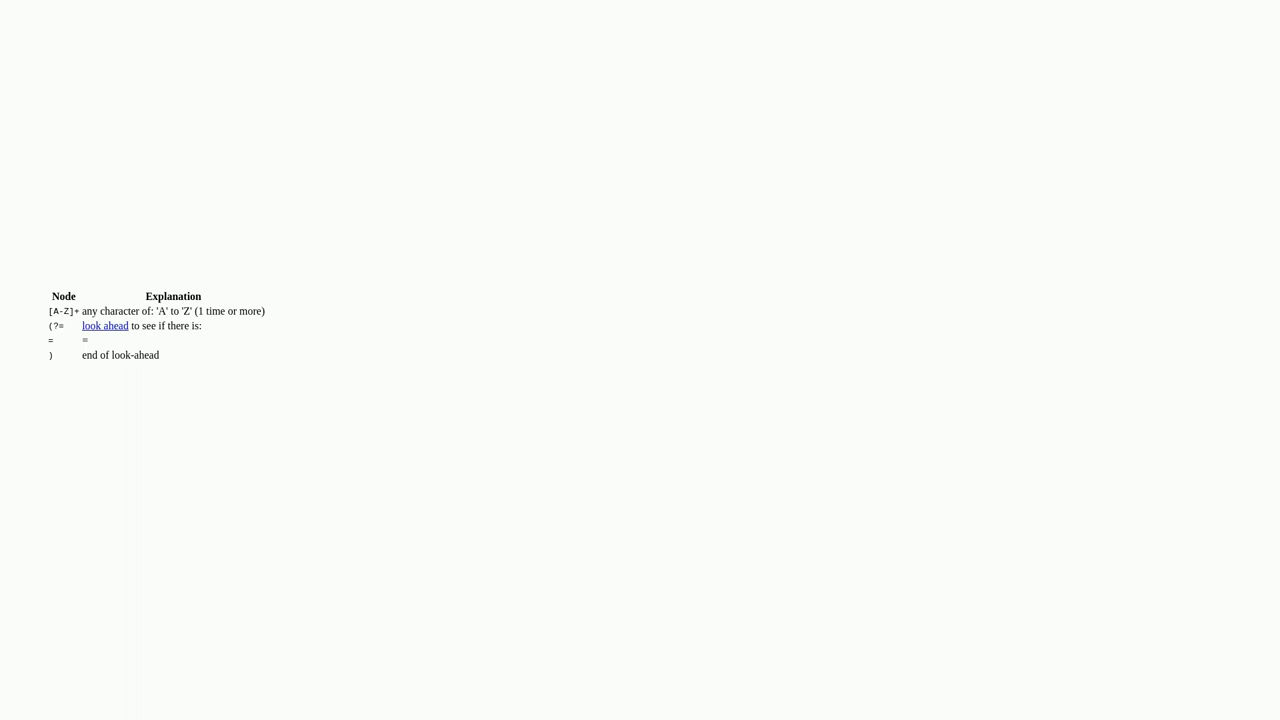 Node Explanation
[A-Z]+ any character of: 'A' to 'Z' (1 time or more)
(?= look ahead to see if there is:
= =
) end of look-ahead